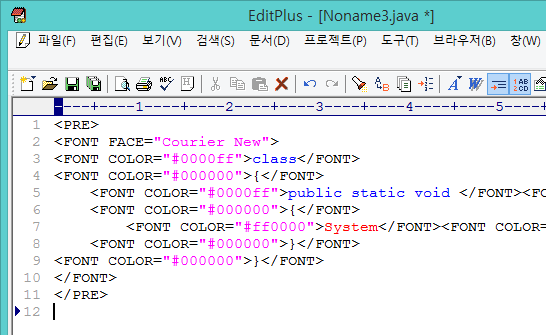 EditPlus - [Noname3.java *]
파일(F) 편집(E) 보기(V) 검색(S) 문서(D) 프로젝트(P) 도구(T) 브라우저(B) 창(W)
ABC A B A W 1AB 2CD
----+----1----+----2----+----3----+----4----+----5----
1 <PRE>
2 <FONT FACE="Courier New">
3 <FONT COLOR="#0000ff">class</FONT>
4 <FONT COLOR="#000000">{</FONT>
5 <FONT COLOR="#0000ff">public static void </FONT><FO
6 <FONT COLOR="#000000">{</FONT>
7 <FONT COLOR="#ff0000">System</FONT><FONT COLOR=
8 <FONT COLOR="#000000">}</FONT>
9 <FONT COLOR="#000000">}</FONT>
10 </FONT>
11 </PRE>
12